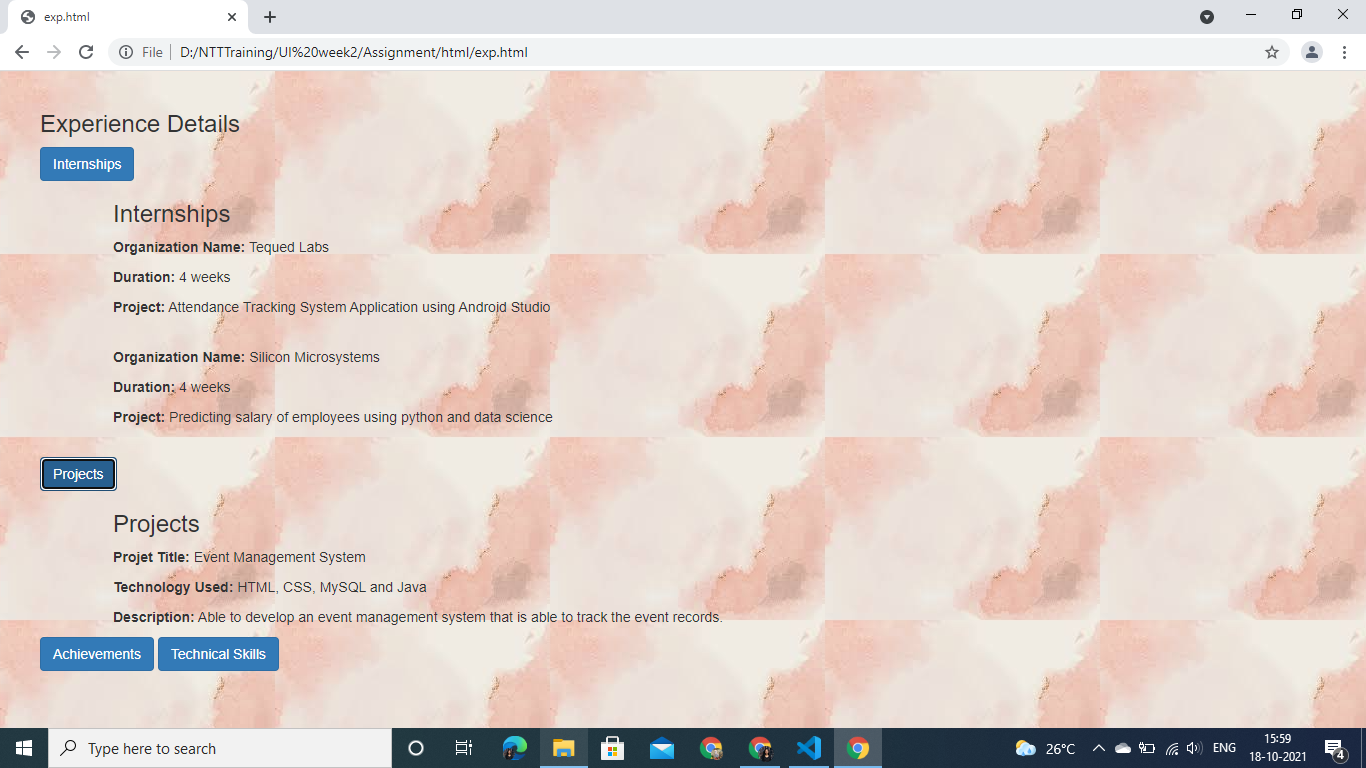 exp.html
File
D:/NTTTraining/UI%20week2/Assignment/html/exp.html
Experience Details
Internships
Internships
Organization Name: Tequed Labs
Duration: 4 weeks
Project: Attendance Tracking System Application using Android Studio
Organization Name: Silicon Microsystems
Duration: 4 weeks
Project: Predicting salary of employees using python and data science
Projects
Projects
Projet Title: Event Management System
Technology Used: HTML, CSS, MySQL and Java
Description: Able to develop an event management system that is able to track the event records.
Achievements Technical Skills
Type here to search
26°C
ENG
15:59
18-10-2021
4